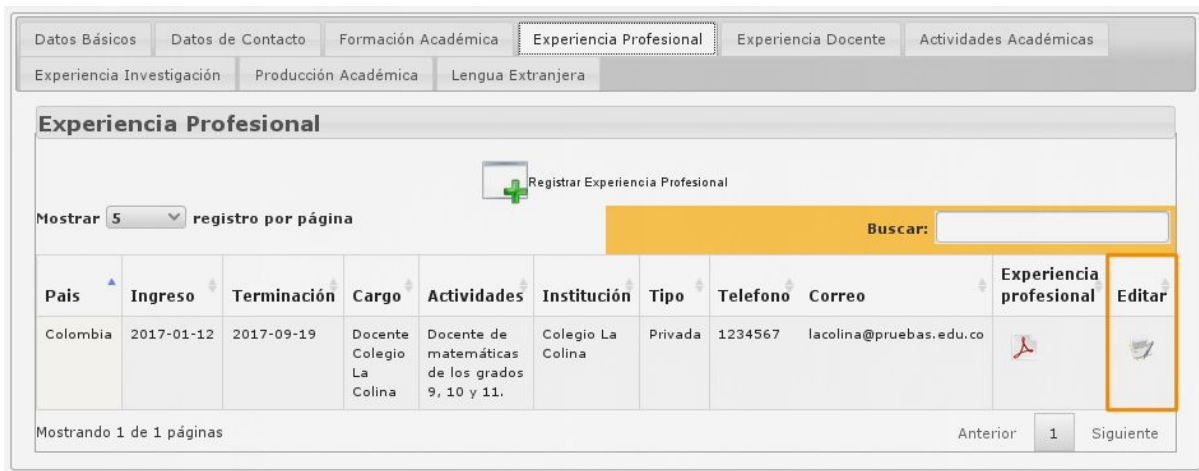 Datos Básicos Datos de Contacto Formación Académica Experiencia Profesional Experiencia Docente Actividades Académicas
Experiencia Investigación Producción Académica Lengua Extranjera
Experiencia Profesional
Registrar Experiencia Profesional
Mostrar 5 registro por página
Buscar:
Pais Ingreso Terminación Cargo Actividades Institución Tipo Telefono Correo Experiencia profesional Editar
Colombia 2017-01-12 2017-09-19 Docente Colegio La Colina Docente de matemáticas de los grados 9, 10 y 11. Colegio La Colina Privada 1234567 lacolina@pruebas.edu.co
Mostrando 1 de 1 páginas Anterior 1 Siguiente